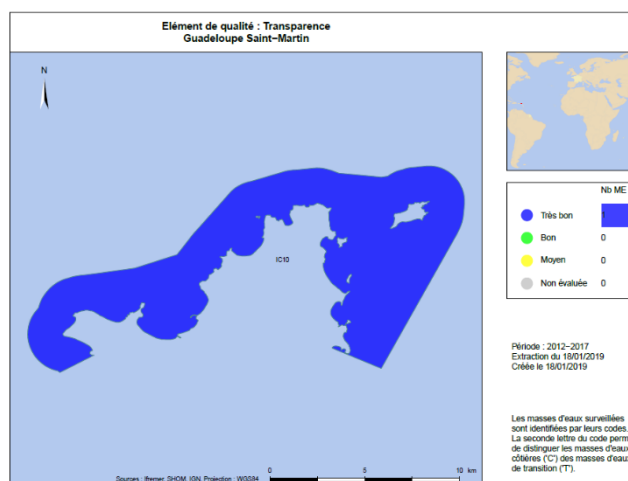 Elément de qualité : Transparence
Guadeloupe Saint−Martin
N
IC10
Nb ME
Très bon 1
Bon 0
Moyen 0
Non évaluée 0
Période : 2012−2017
Extraction du 18/01/2019
Créée le 18/01/2019
Les masses d'eaux surveillées
sont identifiées par leurs codes.
La seconde lettre du code perm
de distinguer les masses d'eaux
côtières ('C') des masses d'eaux
de transition ('T').
Sources : Ifremer, SHOM, IGN, Projection : WGS84
0 5 10 km